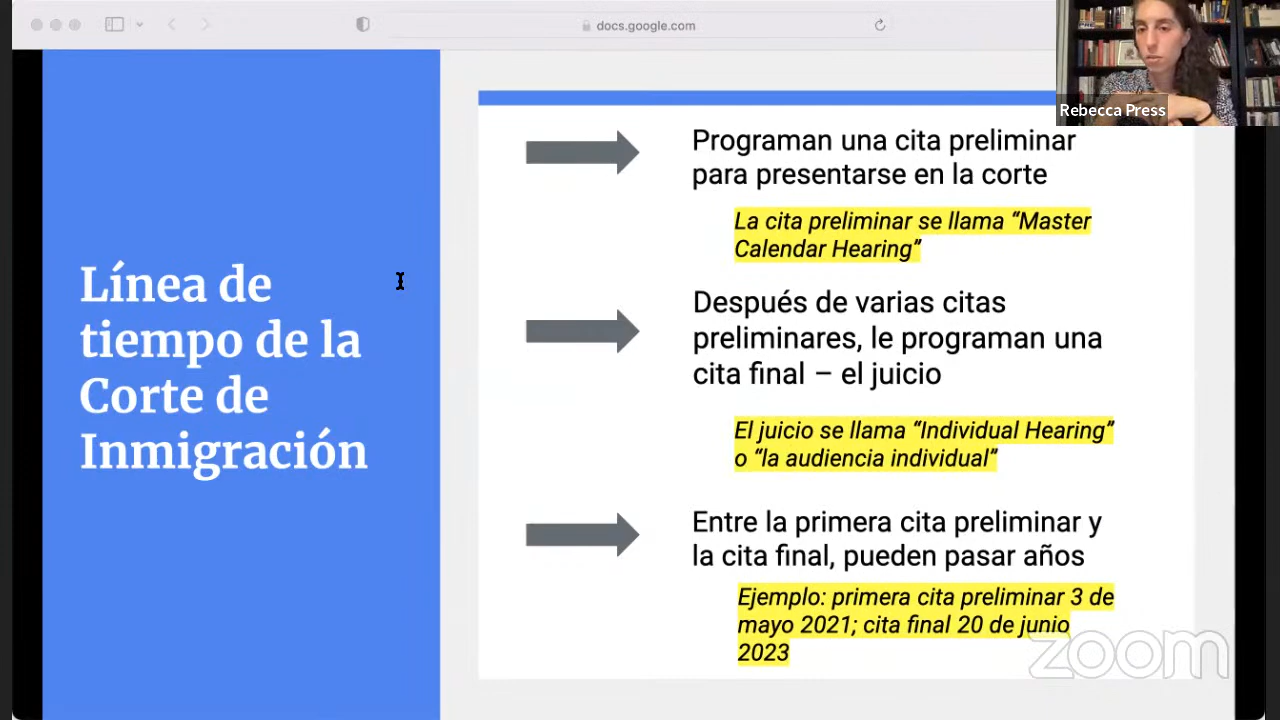 docs.google.com
Rebecca Press
Línea de
tiempo de la
Corte de
Inmigración
Programan una cita preliminar
para presentarse en la corte
La cita preliminar se llama “Master
Calendar Hearing”
Después de varias citas
preliminares, le programan una
cita final – el juicio
El juicio se llama “Individual Hearing”
o “la audiencia individual”
Entre la primera cita preliminar y
la cita final, pueden pasar años
Ejemplo: primera cita preliminar 3 de
mayo 2021; cita final 20 de junio
2023
zoom